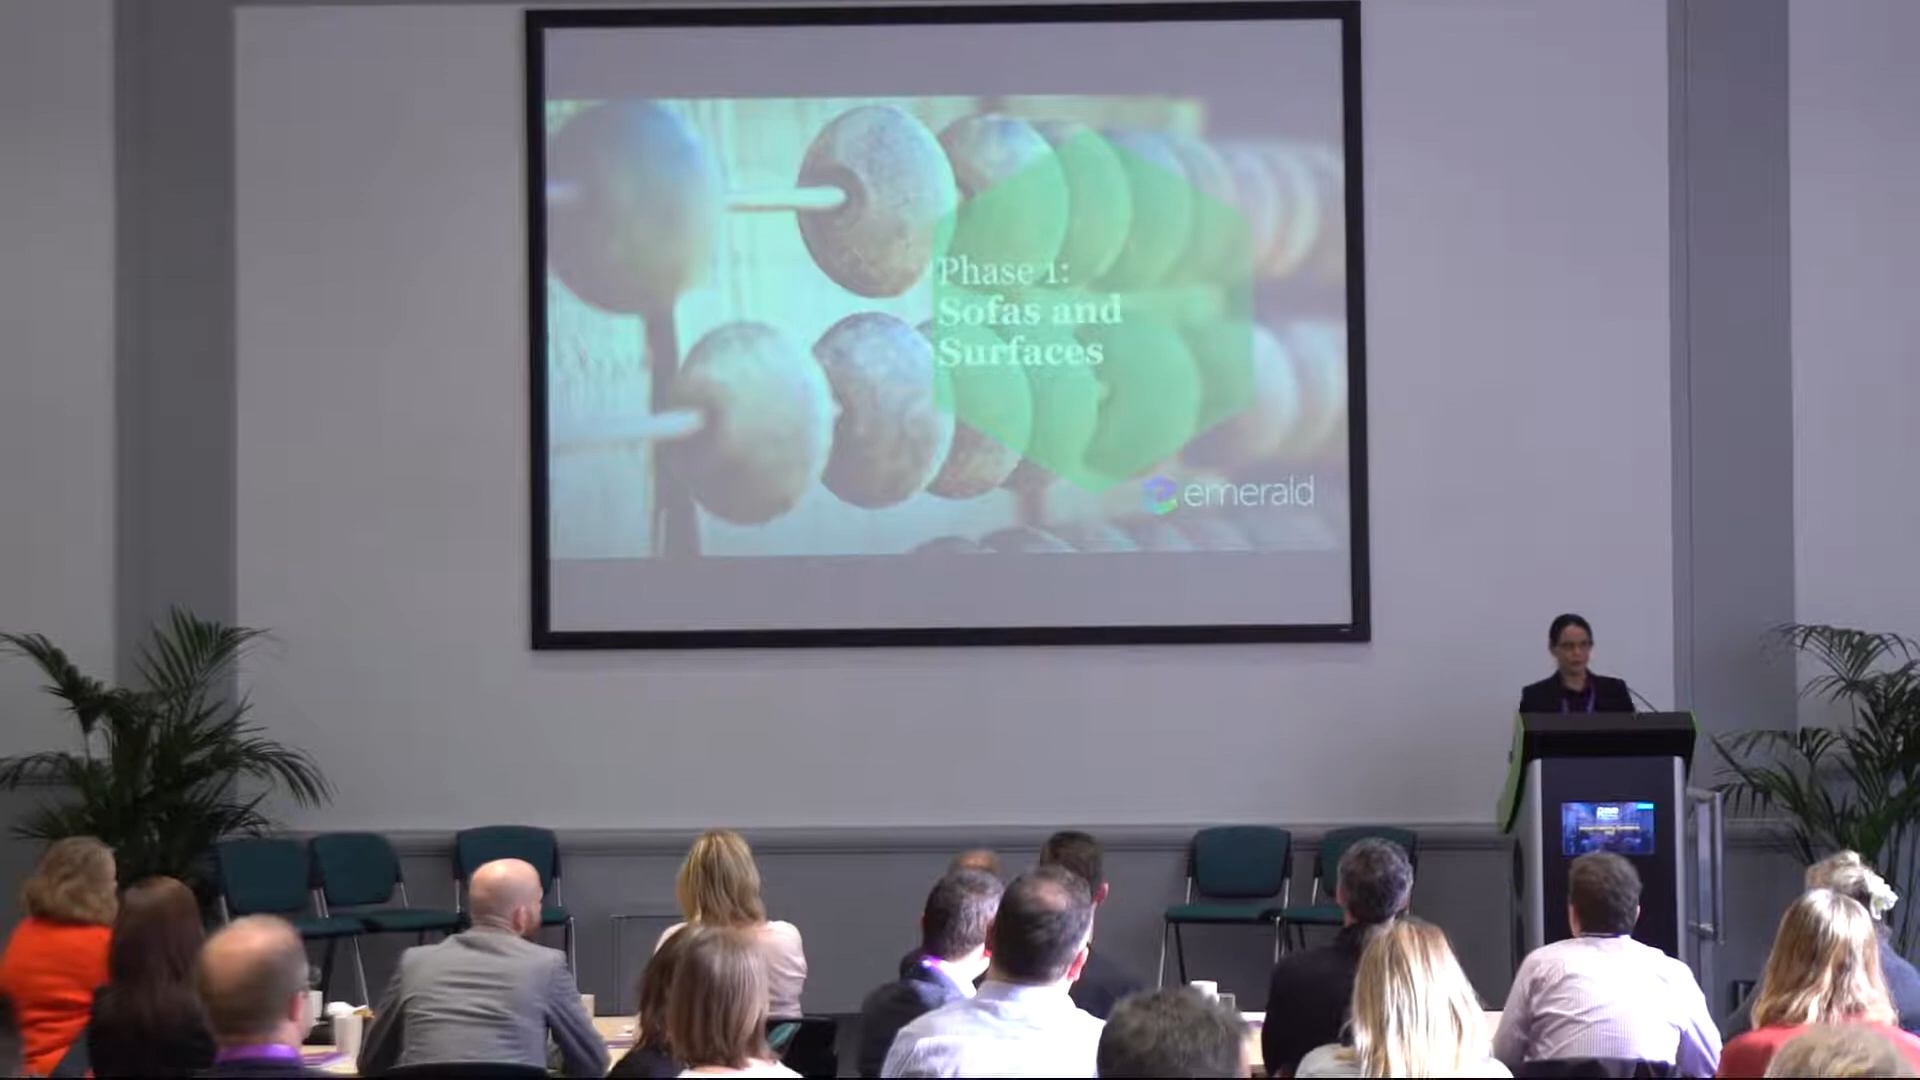 Phase 1:
Sofas and
Surfaces
emerald